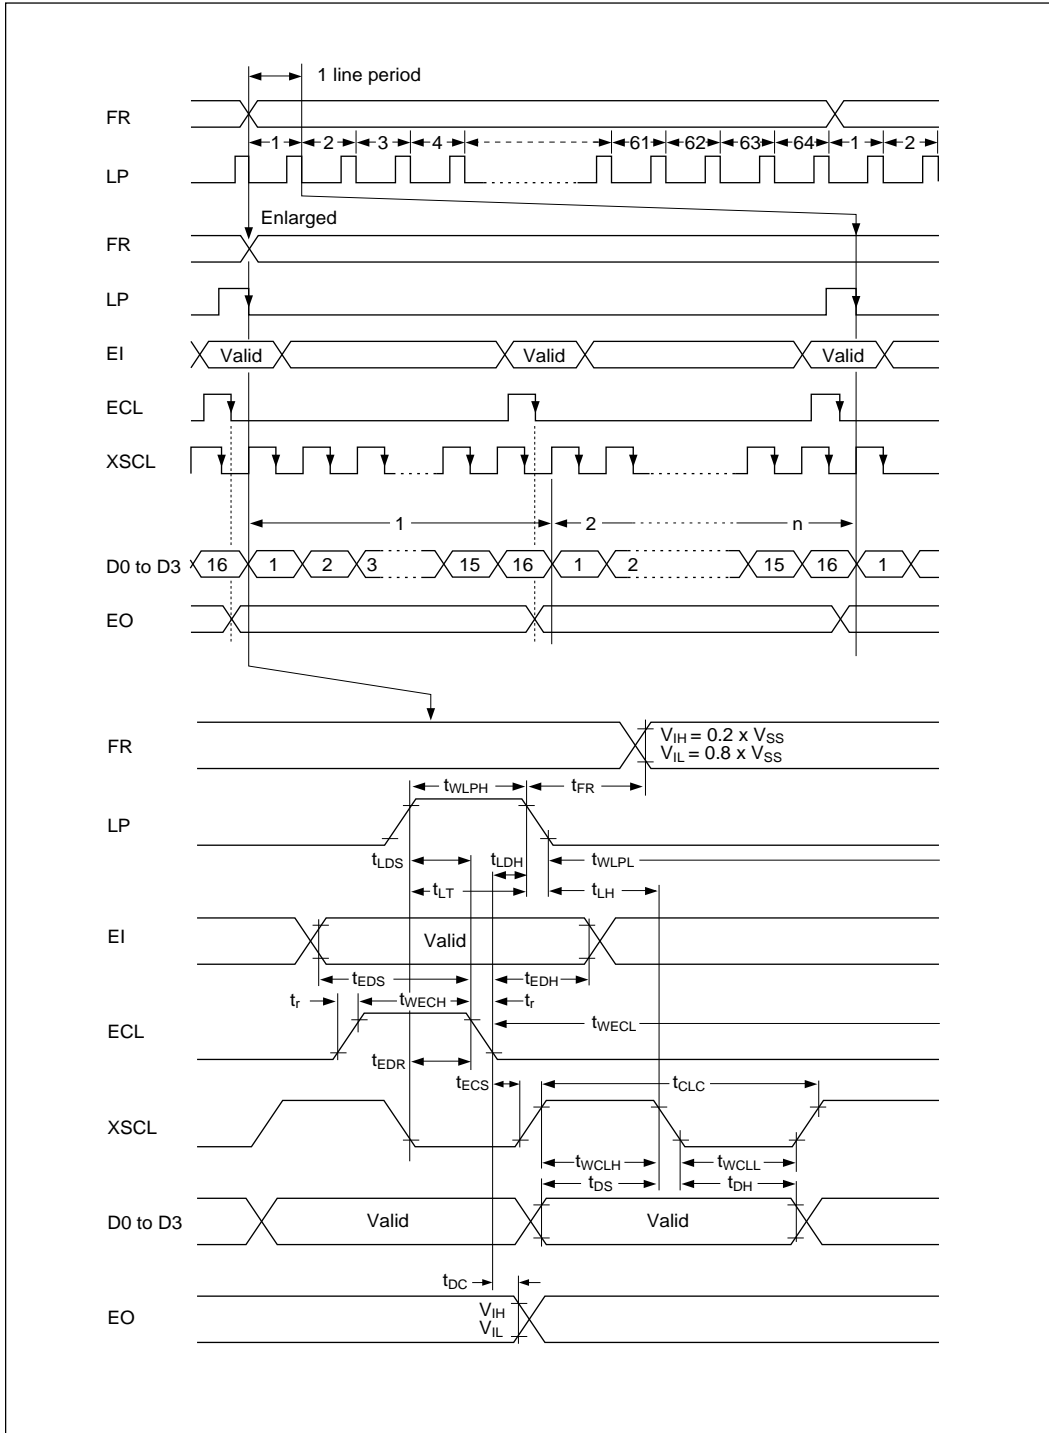 1 line period
FR
1 2 3 4 61 62 63 64 1 2
LP
Enlarged
FR
LP
EI Valid Valid Valid
ECL
XSCL
1 2 n
D0 to D3 16 1 2 3 15 16 1 2 15 16 1
EO
FR
VIH = 0.2 x VSS
VIL = 0.8 x VSS
tWLPH tFR
LP
tLDS tLDH tWLPL
tLT tLH
EI Valid
tEDS tEDH
tr tWECH tr
ECL tWECL
tEDR
tECS tCLC
XSCL
tWCLH tWCLL
tDS tDH
D0 to D3 Valid Valid
tDC
EO VIH
VIL